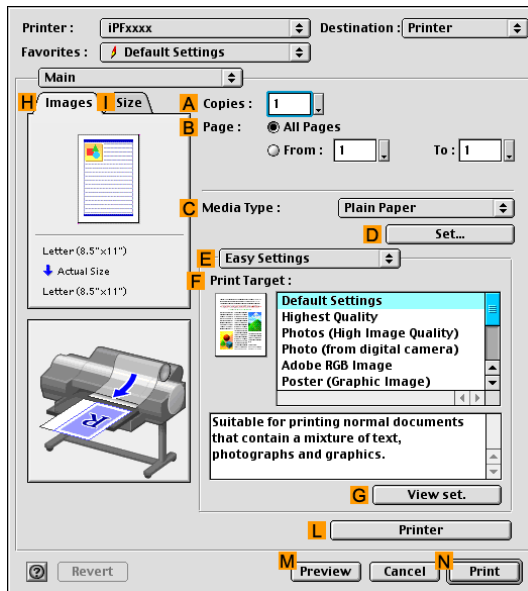 Printer : iPFxxxx Destination : Printer
Favorites : Default Settings
Main
H Images I Size
A Copies : 1
B Page : All Pages
From : 1 To : 1
C Media Type : Plain Paper
D Set...
Letter (8.5"x11")
Actual Size
Letter (8.5"x11")
E Easy Settings
F Print Target :
Default Settings
Highest Quality
Photos (High Image Quality)
Photo (from digital camera)
Adobe RGB Image
Poster (Graphic Image)
R
Suitable for printing normal documents
that contain a mixture of text,
photographs and graphics.
G View set.
L Printer
? Revert M Preview Cancel N Print